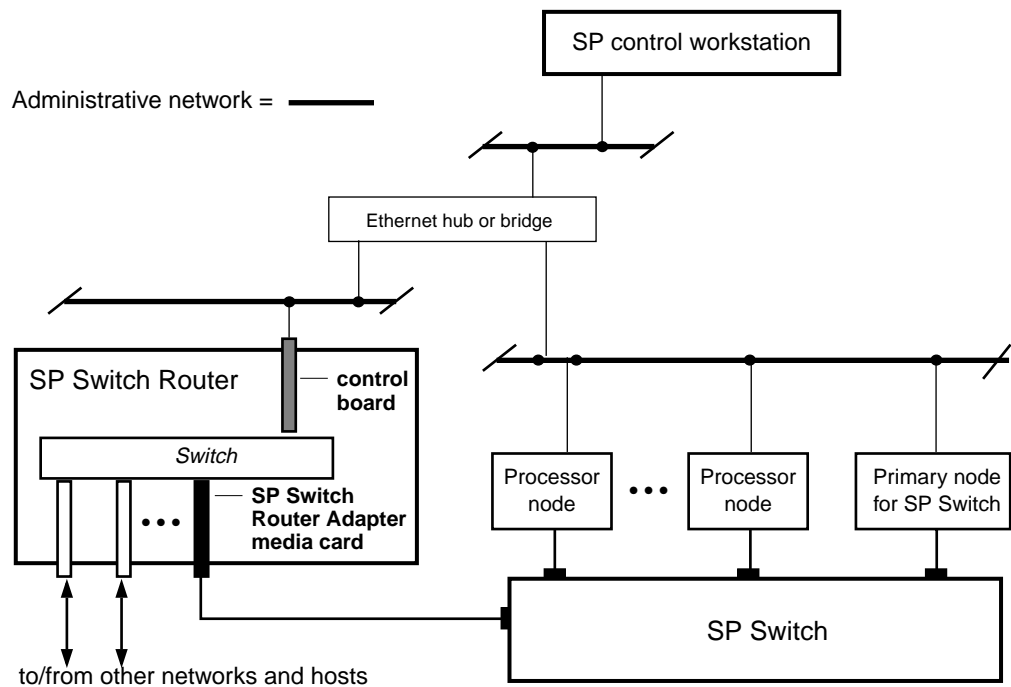 SP control workstation
Administrative network =
Ethernet hub or bridge
SP Switch Router
control
board
Switch
SP Switch
Router Adapter
media card
Processor
node
•••
Processor
node
Primary node
for SP Switch
•••
SP Switch
to/from other networks and hosts